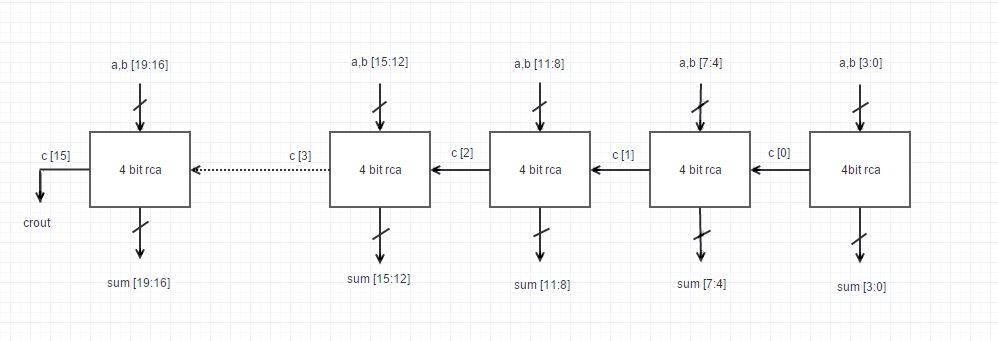 a,b [19:16]
a,b [15:12]
a,b [11:8]
a,b [7:4]
a,b [3:0]
c [15]
c [3]
c [2]
c [1]
c [0]
4 bit rca
4 bit rca
4 bit rca
4 bit rca
4bit rca
crout
sum [19:16]
sum [15:12]
sum [11:8]
sum [7:4]
sum [3:0]